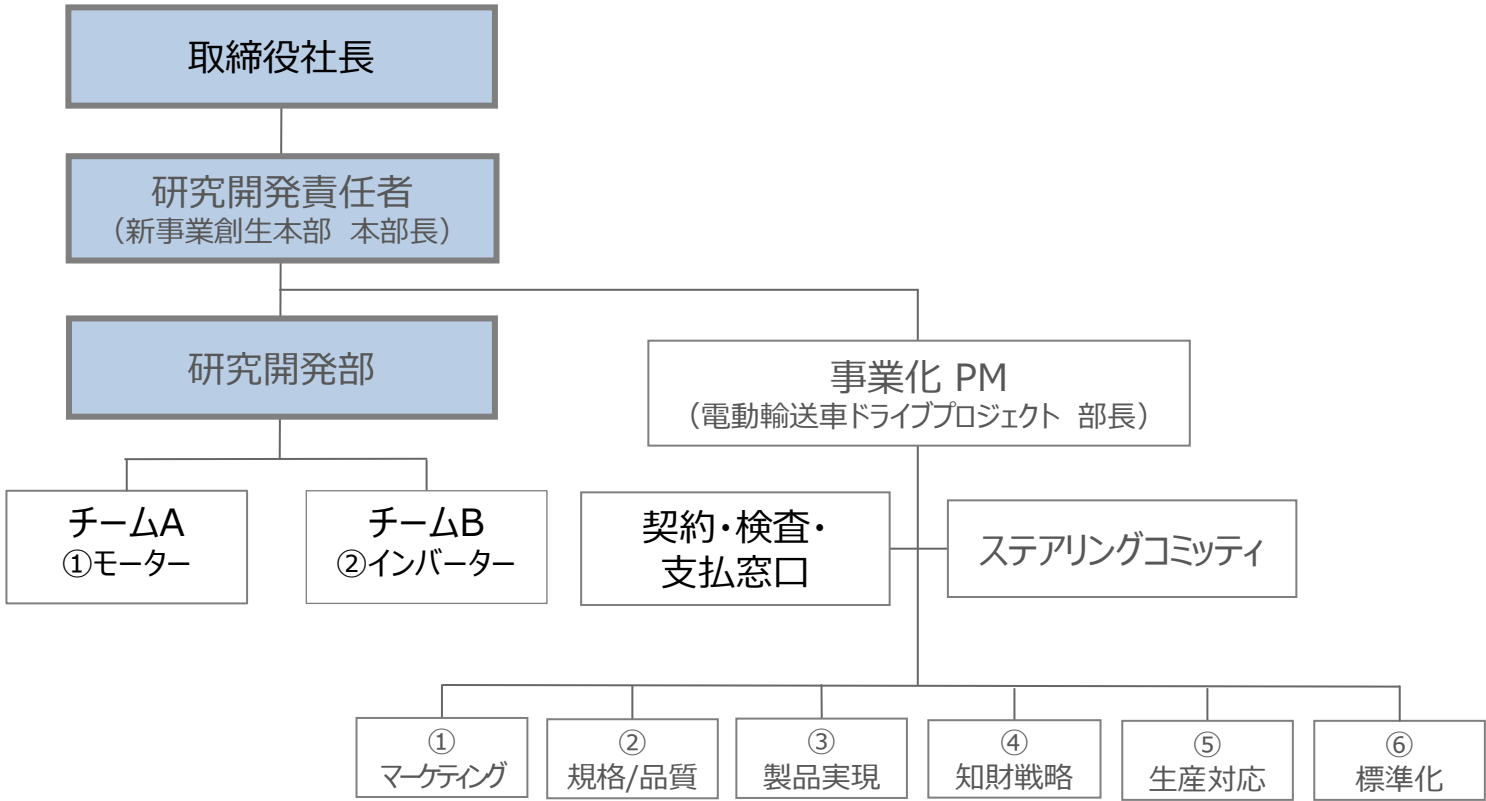 取締役社長
研究開発責任者
（新事業創生本部 本部長）
研究開発部
事業化 PM
（電動輸送車ドライブプロジェクト 部長）
チームA
①モーター
チームB
②インバーター
契約・検査・
支払窓口
ステアリングコミッティ
①
マーケティング
②
規格/品質
③
製品実現
④
知財戦略
⑤
生産対応
⑥
標準化